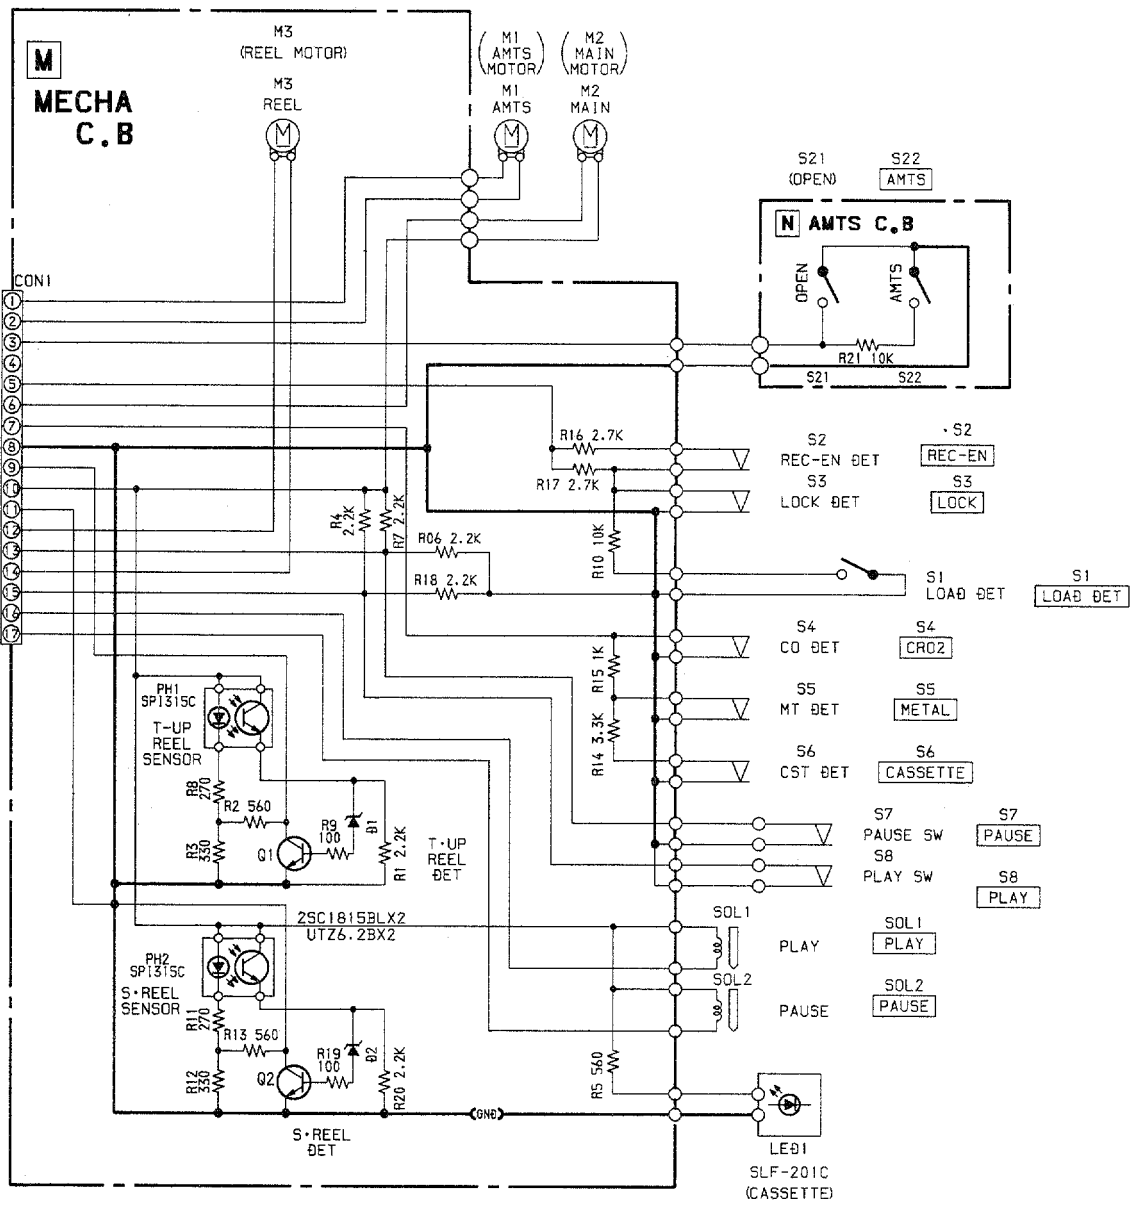 M3
(REEL MOTOR)
M3
REEL
M
MECHA
C.B
(M1
AMTS
MOTOR)
M1
AMTS
(M2
MAIN
MOTOR)
M2
MAIN
M
M
M
S21
(OPEN)
S22
AMTS
N AMTS C.B
OPEN
AMTS
R21 10K
S21
S22
CON1
1
2
3
4
5
6
7
8
9
10
11
12
13
14
15
16
17
R16 2.7K
R17 2.7K
R4
2.2K
R7 2.2K
R06 2.2K
R18 2.2K
R10 10K
R15 1K
R14 3.3K
S2
REC-EN DET
S2
REC-EN
S3
LOCK DET
S3
LOCK
S1
LOAD DET
S1
LOAD DET
S4
CO DET
S4
CRO2
S5
MT DET
S5
METAL
S6
CST DET
S6
CASSETTE
S7
PAUSE SW
S7
PAUSE
S8
PLAY SW
S8
PLAY
PH1
SPI315C
T-UP
REEL
SENSOR
R8
270
R2 560
R3
330
Q1
R9
100
D1
R1 2.2K
T·UP
REEL
DET
2SC1815BLX2
UTZ6.2BX2
PH2
SPI315C
S·REEL
SENSOR
R11
270
R13 560
R12
330
Q2
R19
100
D2
R20 2.2K
S·REEL
DET
(GND)
SOL1
PLAY
SOL1
PLAY
SOL2
PAUSE
SOL2
PAUSE
R5 560
LED1
SLF-201C
(CASSETTE)